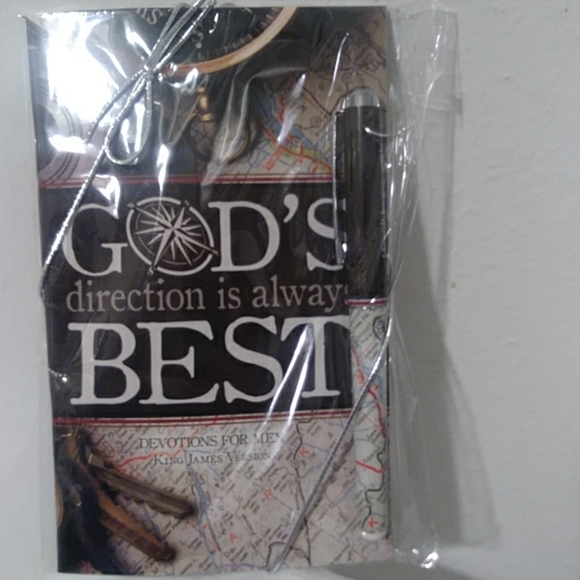 GOD'S
direction is always
BEST
DEVOTIONS FOR MEN
KING JAMES VERSION